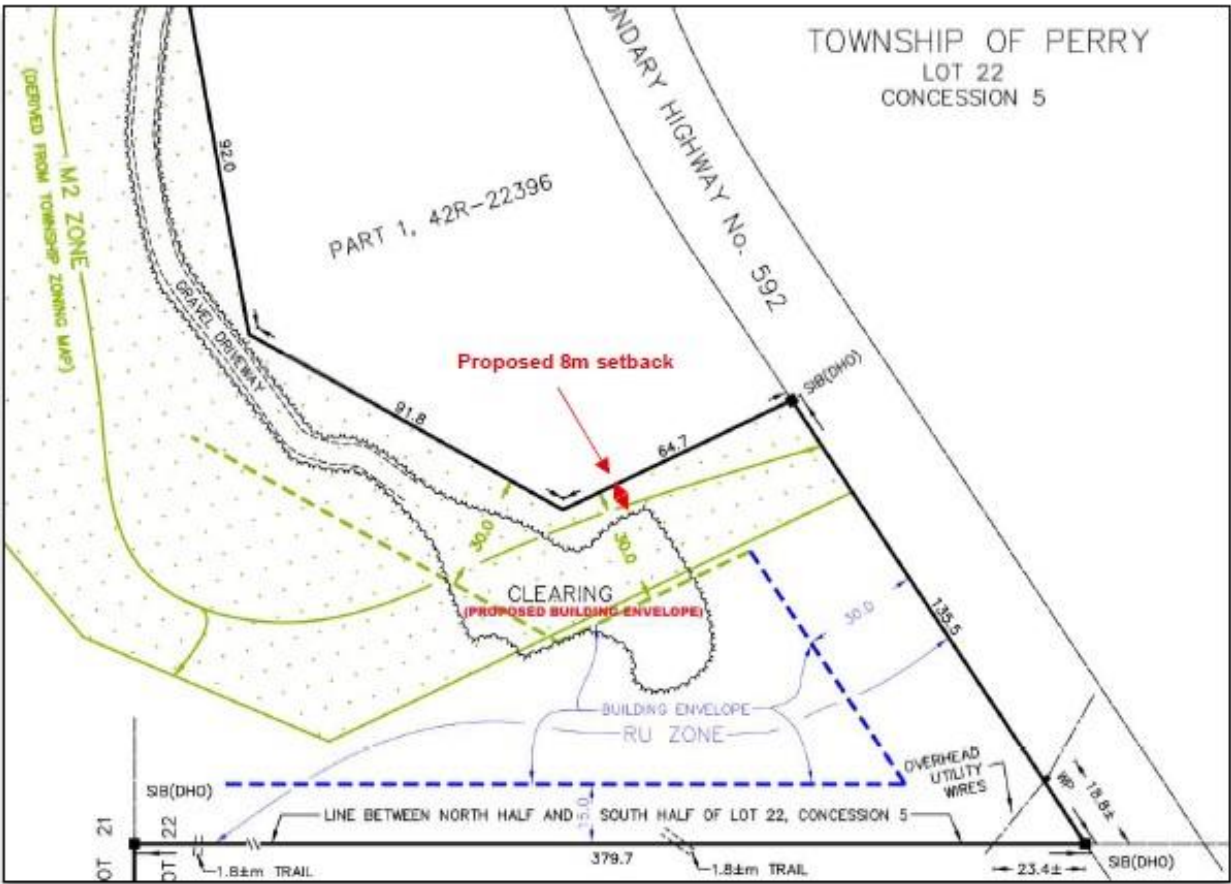 TOWNSHIP OF PERRY
LOT 22
CONCESSION 5
ONDARY HIGHWAY No. 592
(DERIVED FROM TOWNSHIP ZONING MAP)
M2 ZONE
92.0
PART 1, 42R-22396
GRAVEL DRIVEWAY
Proposed 8m setback
SIB(DHO)
91.8
64.7
30.0
30.0
CLEARING
(PROPOSED BUILDING ENVELOPE)
30.0
135.5
BUILDING ENVELOPE
RU ZONE
OVERHEAD
UTILITY
WIRES
WP
18.8±
SIB(DHO)
15.0
LINE BETWEEN NORTH HALF AND SOUTH HALF OF LOT 22, CONCESSION 5
OT 21
OT 22
1.8±m TRAIL
379.7
1.8±m TRAIL
23.4±
SIB(DHO)